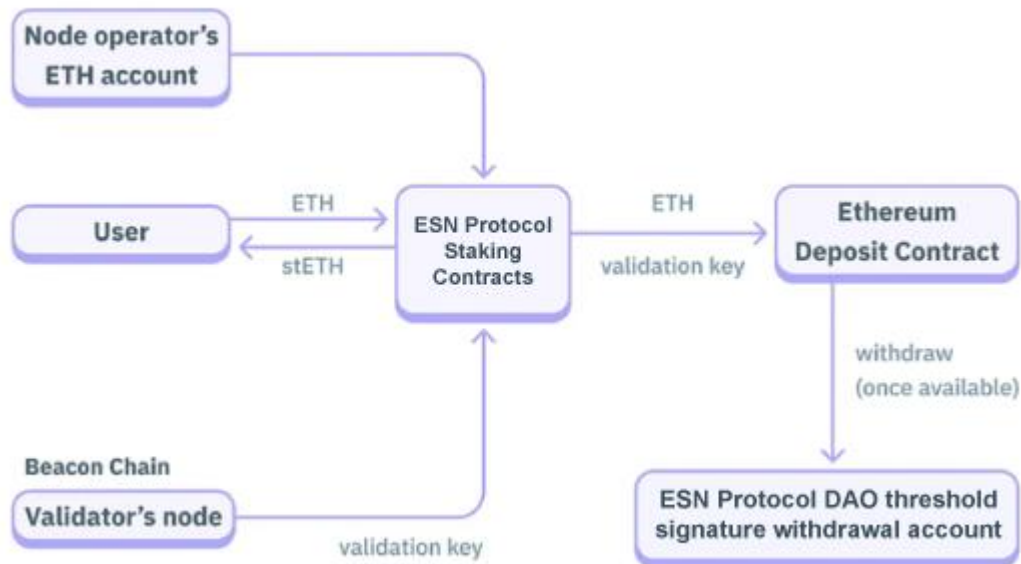 Node operator's
ETH account
User
ETH
stETH
ESN Protocol
Staking
Contracts
ETH
validation key
Ethereum
Deposit Contract
withdraw
(once available)
Beacon Chain
Validator's node
validation key
ESN Protocol DAO threshold
signature withdrawal account